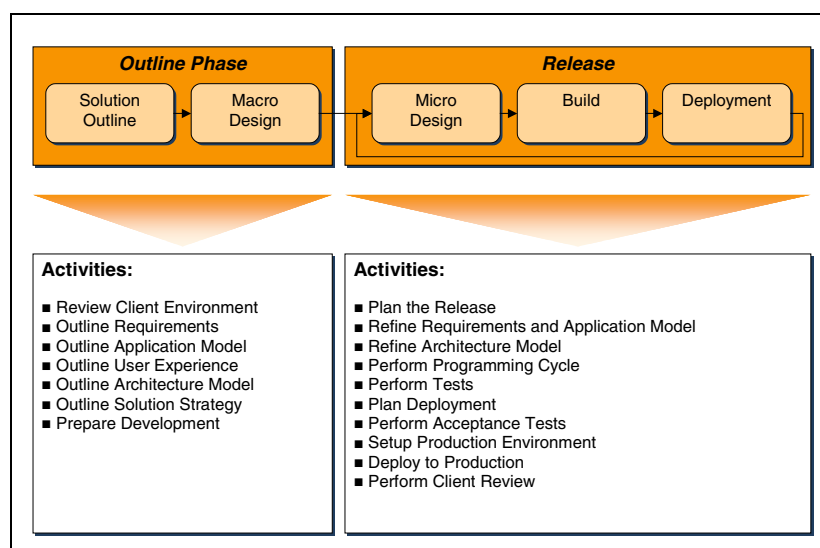 Outline Phase
Solution
Outline
Macro
Design
Release
Micro
Design
Build
Deployment
Activities:
■ Review Client Environment
■ Outline Requirements
■ Outline Application Model
■ Outline User Experience
■ Outline Architecture Model
■ Outline Solution Strategy
■ Prepare Development
Activities:
■ Plan the Release
■ Refine Requirements and Application Model
■ Refine Architecture Model
■ Perform Programming Cycle
■ Perform Tests
■ Plan Deployment
■ Perform Acceptance Tests
■ Setup Production Environment
■ Deploy to Production
■ Perform Client Review